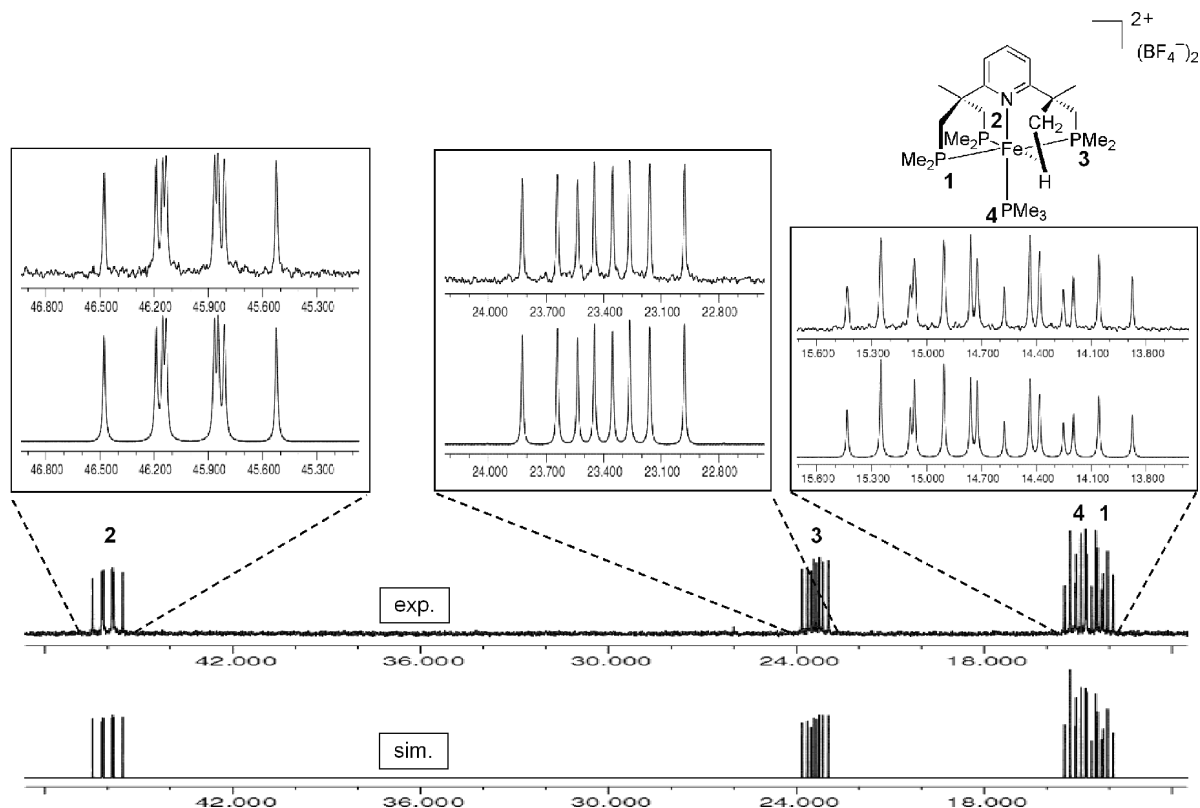 2+
(BF4−)2
N
2
CH2
Me2P
PMe2
Fe
3
Me2P
1
H
4 PMe3
46.800 46.500 46.200 45.900 45.600 45.300
46.800 46.500 46.200 45.900 45.600 45.300
24.000 23.700 23.400 23.100 22.800
24.000 23.700 23.400 23.100 22.800
15.600 15.300 15.000 14.700 14.400 14.100 13.800
15.600 15.300 15.000 14.700 14.400 14.100 13.800
2 3 4 1
exp.
42.000 36.000 30.000 24.000 18.000
sim.
42.000 36.000 30.000 24.000 18.000